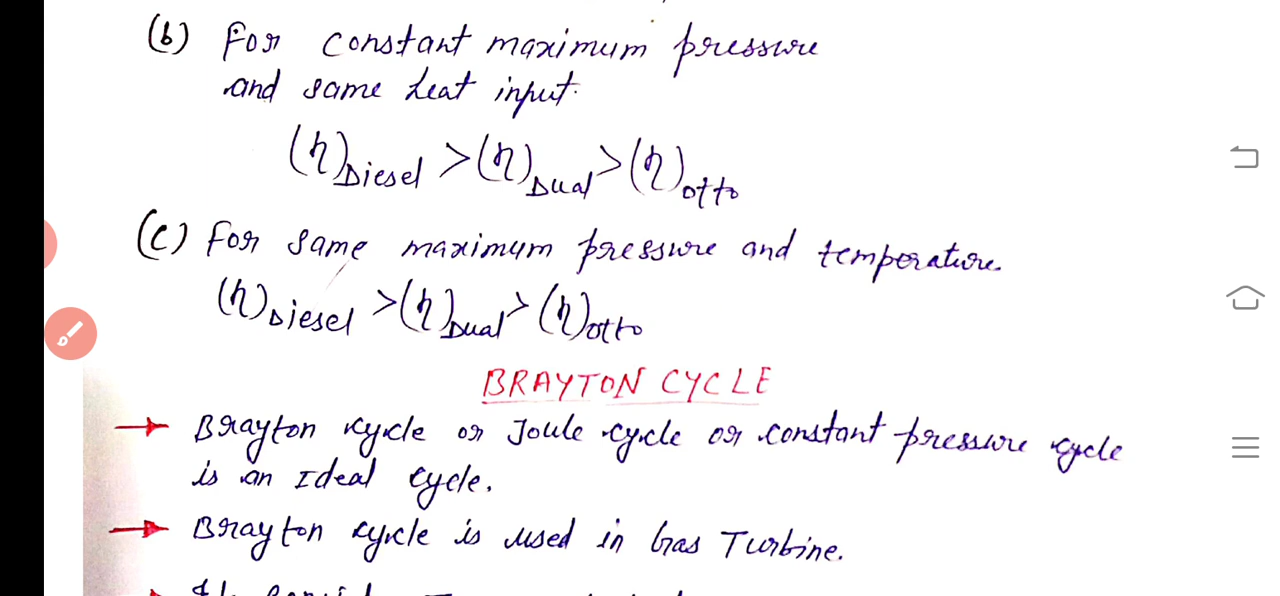 (b) For constant maximum pressure
and same heat input.
(η)Diesel > (η)Dual > (η)otto
(c) For same maximum pressure and temperature.
(η)Diesel > (η)Dual > (η)otto
BRAYTON CYCLE
→ Brayton cycle or Joule cycle or constant pressure cycle
is an Ideal cycle.
→ Brayton cycle is used in Gas Turbine.